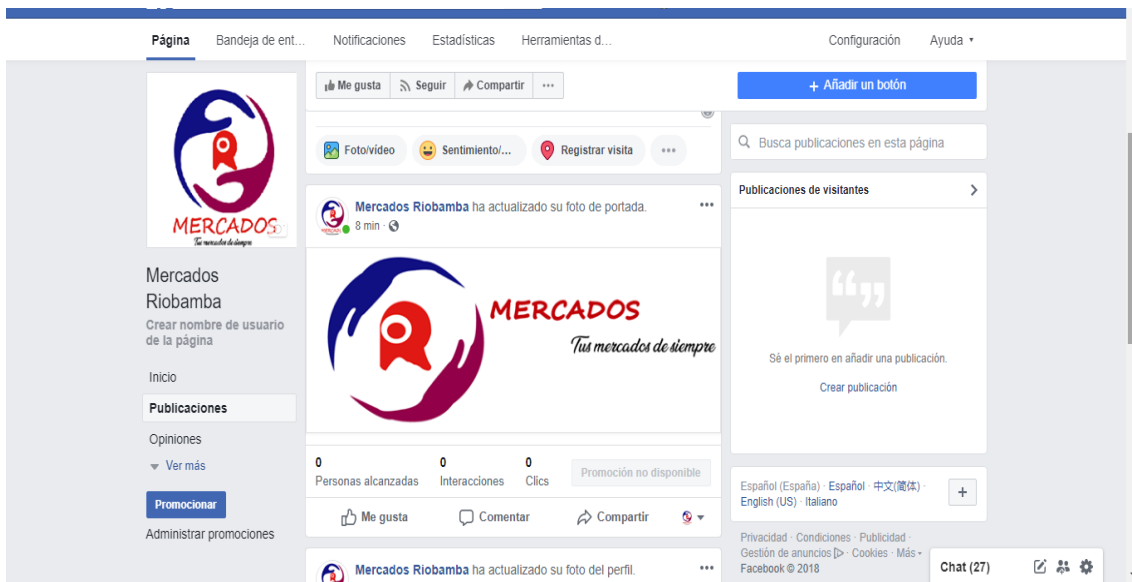 Página Bandeja de ent... Notificaciones Estadísticas Herramientas d... Configuración Ayuda
MERCADOS
Tus mercados de siempre
Mercados
Riobamba
Crear nombre de usuario
de la página
Inicio
Publicaciones
Opiniones
Ver más
Promocionar
Administrar promociones
Me gusta Seguir Compartir ...
+ Añadir un botón
Foto/vídeo Sentimiento/... Registrar visita ...
Mercados Riobamba ha actualizado su foto de portada.
8 min ·
MERCADOS
Tus mercados de siempre
0 0 0
Personas alcanzadas Interacciones Clics
Promoción no disponible
Me gusta Comentar Compartir
Mercados Riobamba ha actualizado su foto del perfil.
Busca publicaciones en esta página
Publicaciones de visitantes
Sé el primero en añadir una publicación.
Crear publicación
Español (España) · Español · 中文(简体) ·
English (US) · Italiano
+
Privacidad · Condiciones · Publicidad ·
Gestión de anuncios · Cookies · Más
Facebook © 2018
Chat (27)